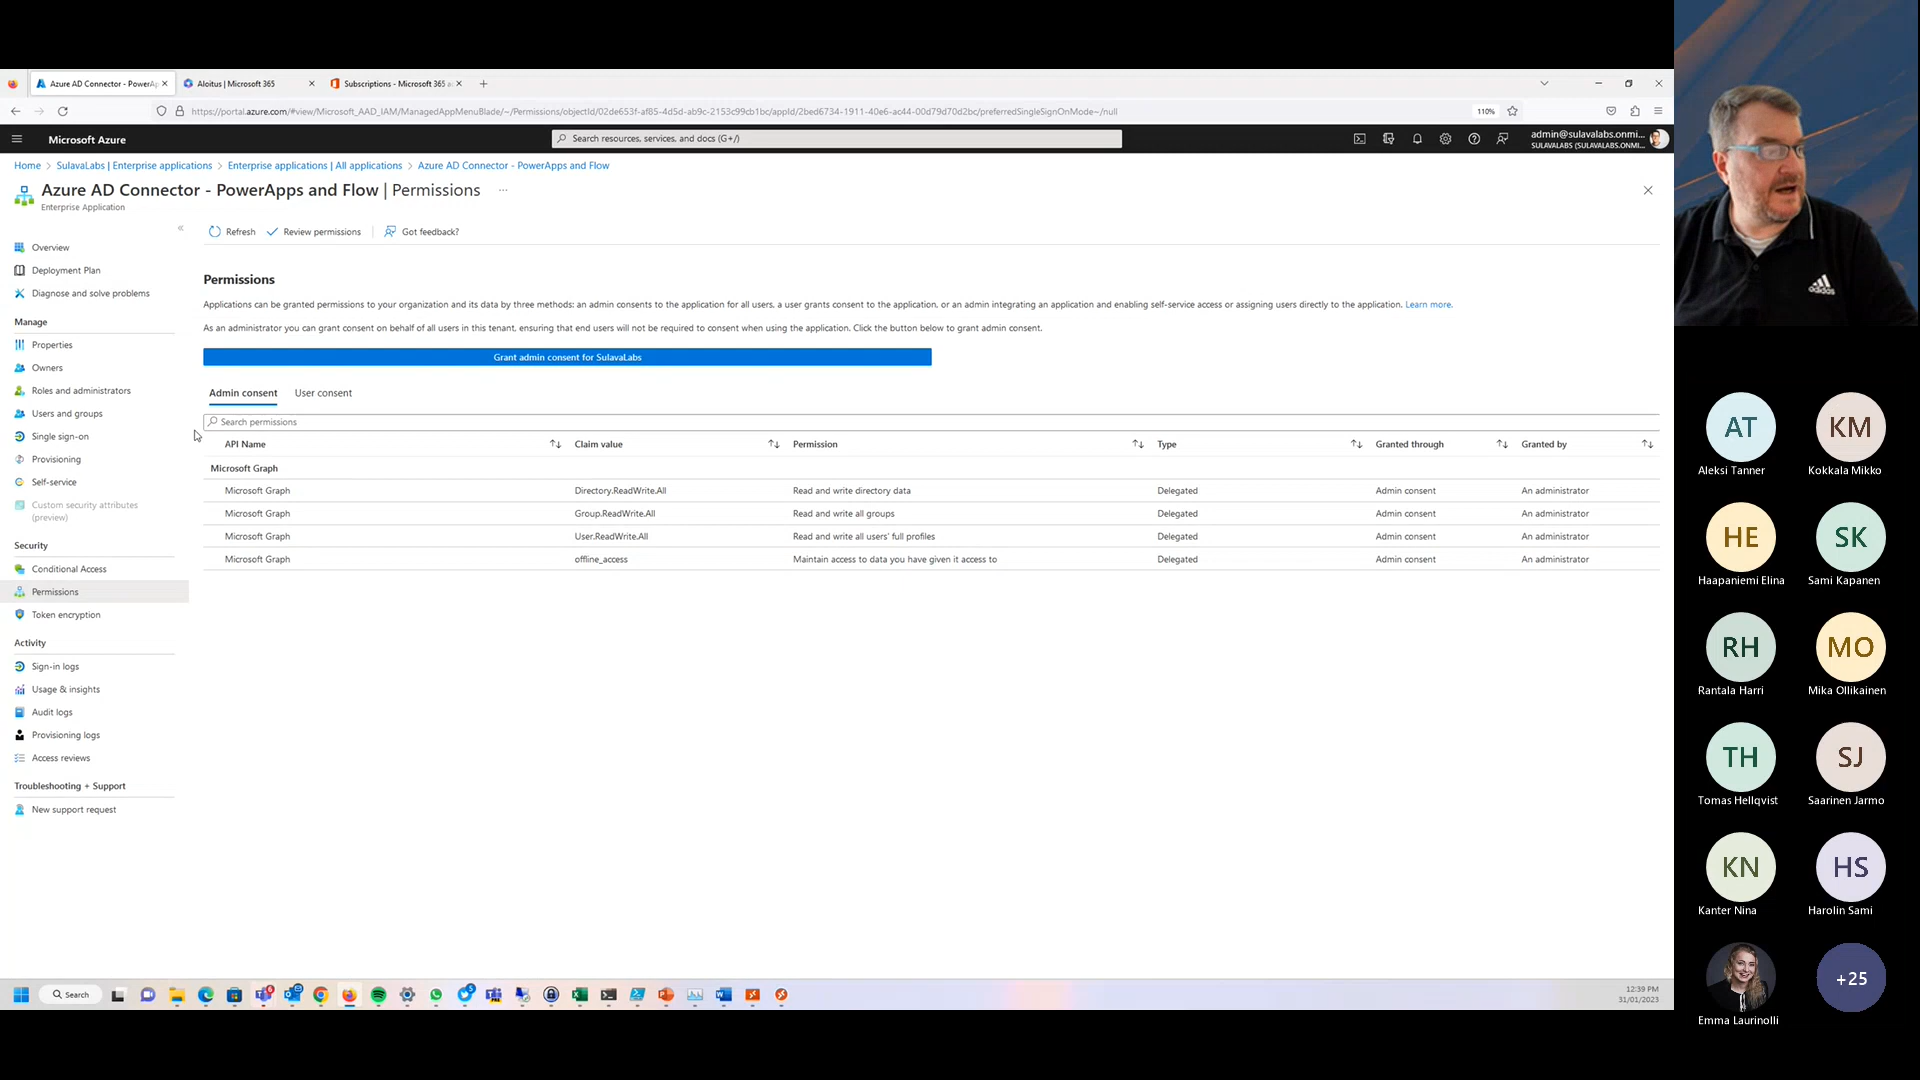 Azure AD Connector - PowerAp
Aloitus | Microsoft 365
Subscriptions - Microsoft 365 a
https://portal.azure.com/#view/Microsoft_AAD_IAM/ManagedAppMenuBlade/~/Permissions/objectId/02de653f-af85-4d5d-ab9c-2153c99cb1bc/appId/2bed6734-1911-40e6-ac44-00d79d70d2bc/preferredSingleSignOnMode~/null
110%
Microsoft Azure
Search resources, services, and docs (G+/)
admin@sulavalabs.onmi...
SULAVALABS (SULAVALABS.ONMI...
Home > SulavaLabs | Enterprise applications > Enterprise applications | All applications > Azure AD Connector - PowerApps and Flow
Azure AD Connector - PowerApps and Flow | Permissions ...
Enterprise Application
Overview
Deployment Plan
Diagnose and solve problems
Manage
Properties
Owners
Roles and administrators
Users and groups
Single sign-on
Provisioning
Self-service
Custom security attributes
(preview)
Security
Conditional Access
Permissions
Token encryption
Activity
Sign-in logs
Usage & insights
Audit logs
Provisioning logs
Access reviews
Troubleshooting + Support
New support request
Refresh
Review permissions
Got feedback?
Permissions
Applications can be granted permissions to your organization and its data by three methods: an admin consents to the application for all users, a user grants consent to the application, or an admin integrating an application and enabling self-service access or assigning users directly to the application. Learn more.
As an administrator you can grant consent on behalf of all users in this tenant, ensuring that end users will not be required to consent when using the application. Click the button below to grant admin consent.
Grant admin consent for SulavaLabs
Admin consent User consent
Search permissions
API Name Claim value Permission Type Granted through Granted by
Microsoft Graph
Microsoft Graph Directory.ReadWrite.All Read and write directory data Delegated Admin consent An administrator
Microsoft Graph Group.ReadWrite.All Read and write all groups Delegated Admin consent An administrator
Microsoft Graph User.ReadWrite.All Read and write all users' full profiles Delegated Admin consent An administrator
Microsoft Graph offline_access Maintain access to data you have given it access to Delegated Admin consent An administrator
Search
12:39 PM
31/01/2023
adidas
AT
Aleksi Tanner
KM
Kokkala Mikko
HE
Haapaniemi Elina
SK
Sami Kapanen
RH
Rantala Harri
MO
Mika Ollikainen
TH
Tomas Hellqvist
SJ
Saarinen Jarmo
KN
Kanter Nina
HS
Harolin Sami
Emma Laurinolli
+25